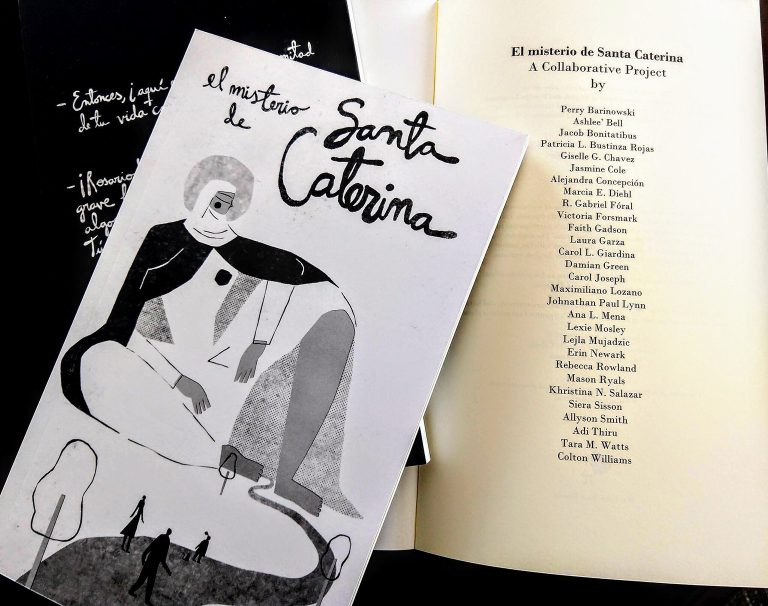 - Entonces, ¡aquí
mitad
de tu vida
- ¡Rosario
grave
algo
el misterio
de
Santa
Caterina
El misterio de Santa Caterina
A Collaborative Project
by
Perry Barinowski
Ashlee' Bell
Jacob Bonitatibus
Patricia L. Bustinza Rojas
Giselle G. Chavez
Jasmine Cole
Alejandra Concepción
Marcia E. Diehl
R. Gabriel Fóral
Victoria Forsmark
Faith Gadson
Laura Garza
Carol L. Giardina
Damian Green
Carol Joseph
Maximiliano Lozano
Johnathan Paul Lynn
Ana L. Mena
Lexie Mosley
Lejla Mujadzic
Erin Newark
Rebecca Rowland
Mason Ryals
Khristina N. Salazar
Siera Sisson
Allyson Smith
Adi Thiru
Tara M. Watts
Colton Williams